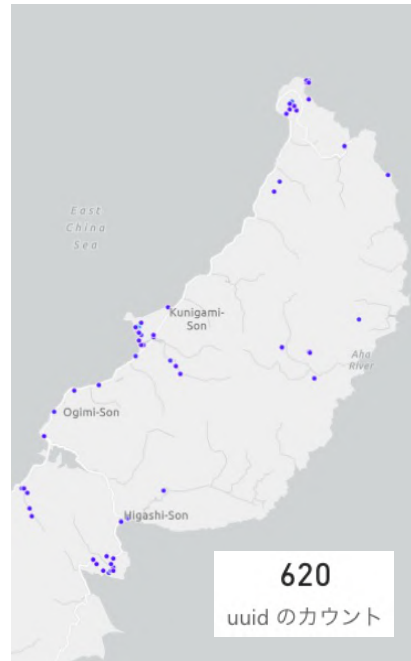 East
China
Sea
Kunigami-
Son
Aha
River
Ogimi-Son
Higashi-Son
620
uuid のカウント